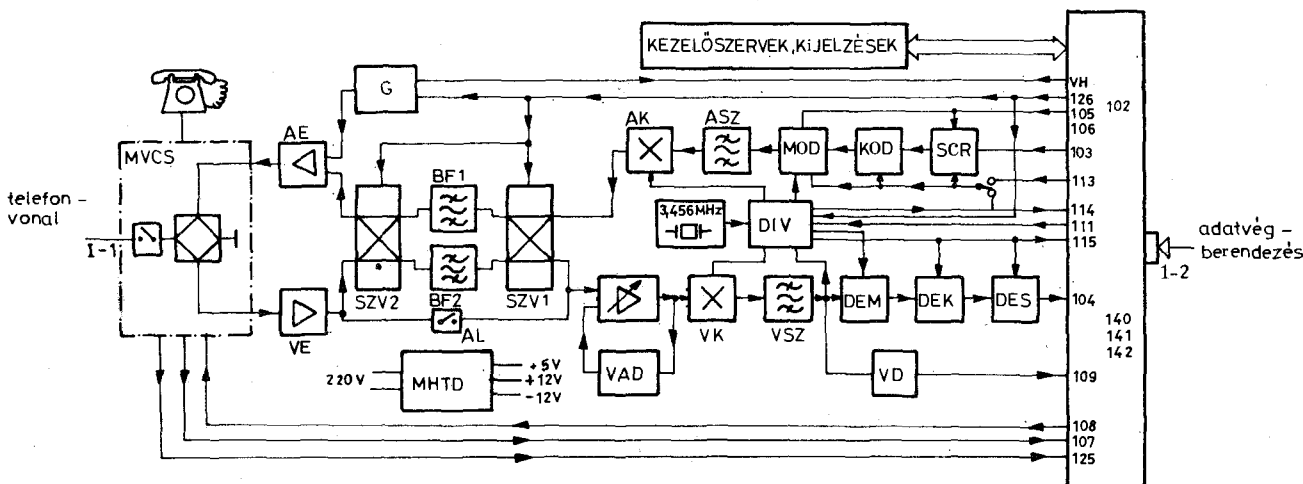 KEZELŐSZERVEK, KIJELZÉSEK
VH
126
102
105
106
103
113
114
111
115
104
140
141
142
109
108
107
125
G
AE
MVCS
telefon-
vonal
I-1
VE
SZV2
BF1
BF2
AL
SZV1
AK
ASZ
MOD
KOD
SCR
3,456MHz
DIV
VK
VSZ
DEM
DEK
DES
VAD
VD
220V
MHTD
+5V
+12V
-12V
adatvég-
berendezés
1-2